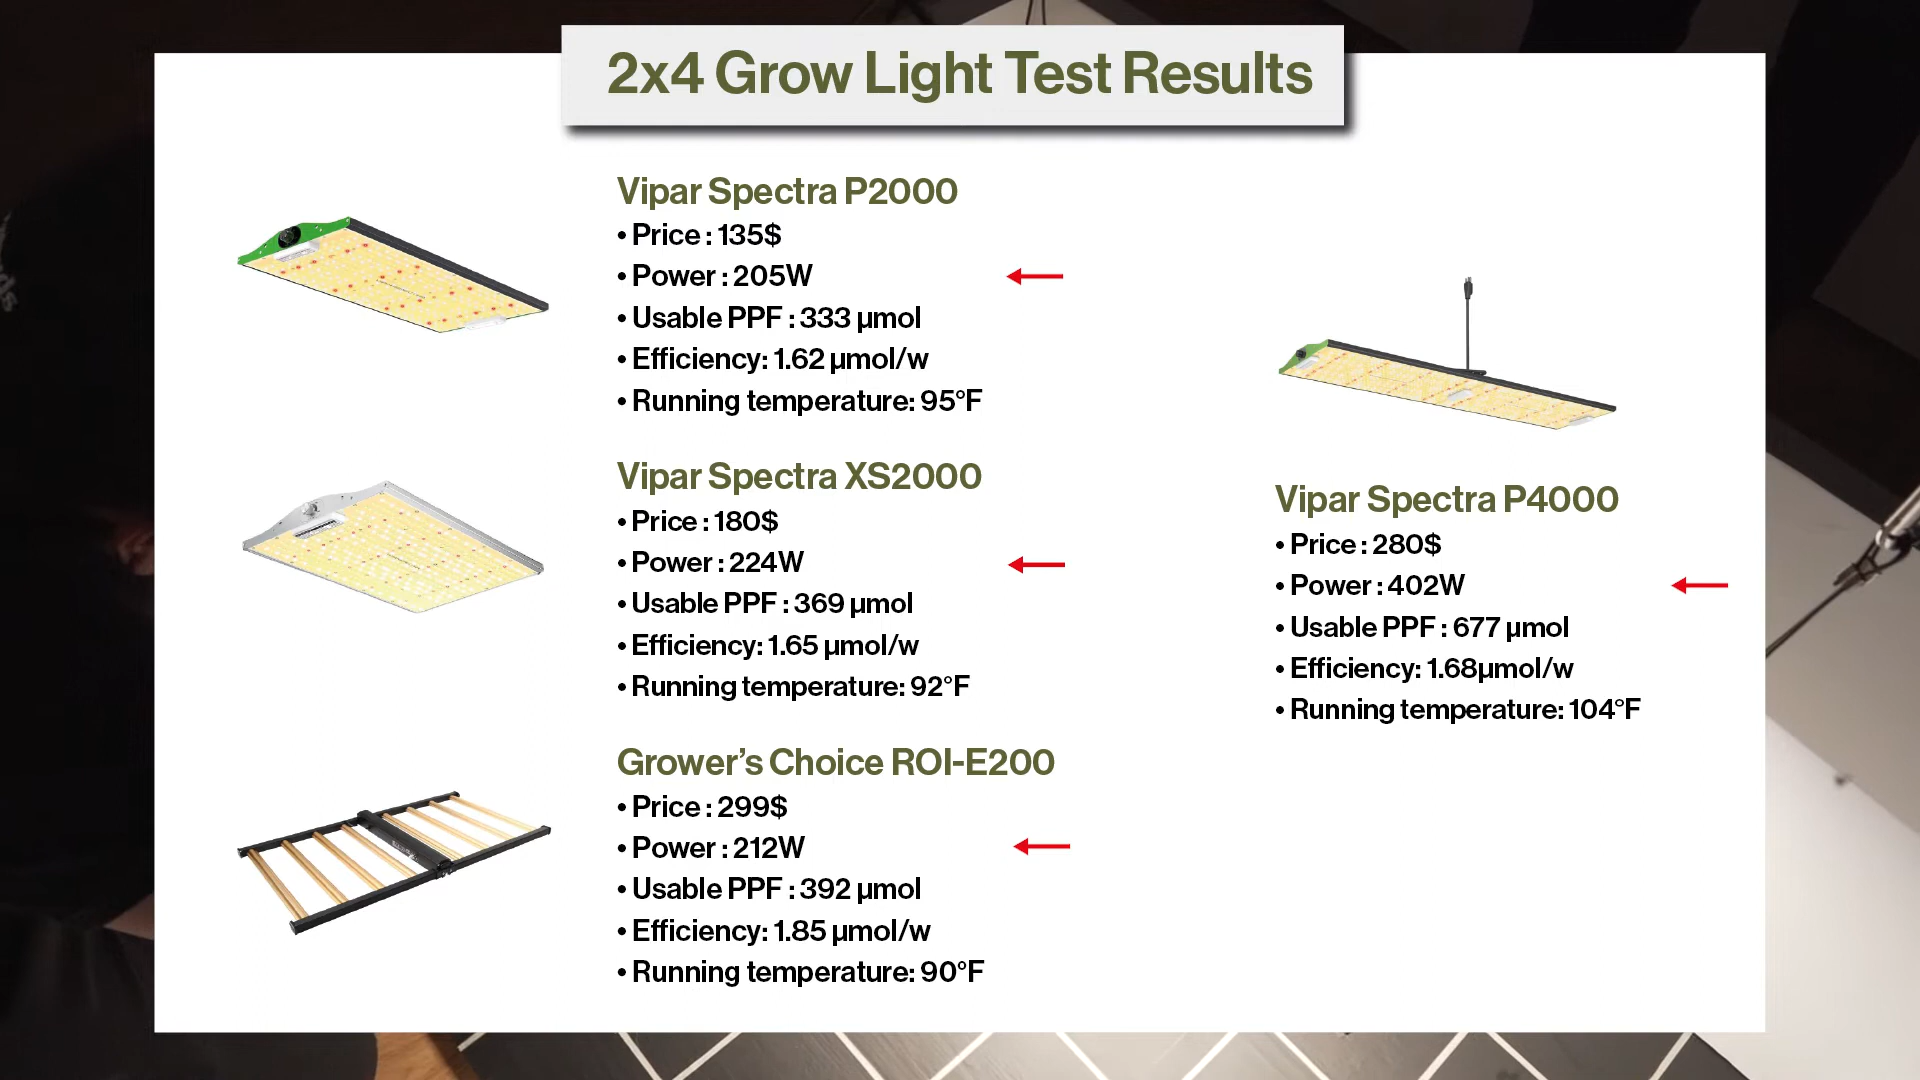 2x4 Grow Light Test Results
Vipar Spectra P2000
• Price : 135$
• Power : 205W
• Usable PPF : 333 µmol
• Efficiency: 1.62 µmol/w
• Running temperature: 95°F
Vipar Spectra XS2000
• Price : 180$
• Power : 224W
• Usable PPF : 369 µmol
• Efficiency: 1.65 µmol/w
• Running temperature: 92°F
Grower’s Choice ROI-E200
• Price : 299$
• Power : 212W
• Usable PPF : 392 µmol
• Efficiency: 1.85 µmol/w
• Running temperature: 90°F
Vipar Spectra P4000
• Price : 280$
• Power : 402W
• Usable PPF : 677 µmol
• Efficiency: 1.68µmol/w
• Running temperature: 104°F